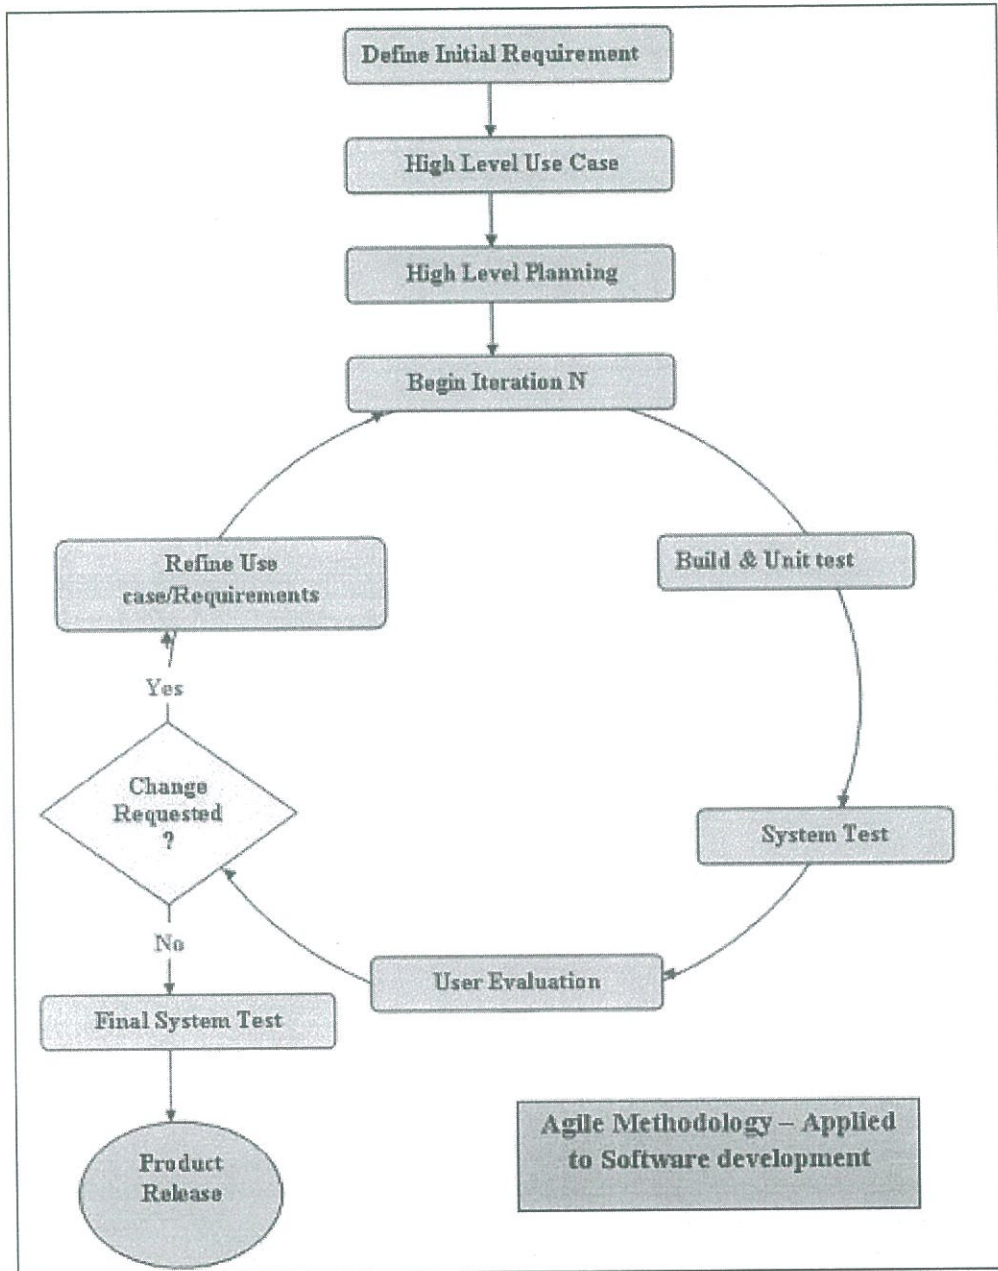 Define Initial Requirement
High Level Use Case
High Level Planning
Begin Iteration N
Refine Use
case/Requirements
Build & Unit test
Yes
Change
Requested
?
System Test
No
User Evaluation
Final System Test
Agile Methodology – Applied
to Software development
Product
Release